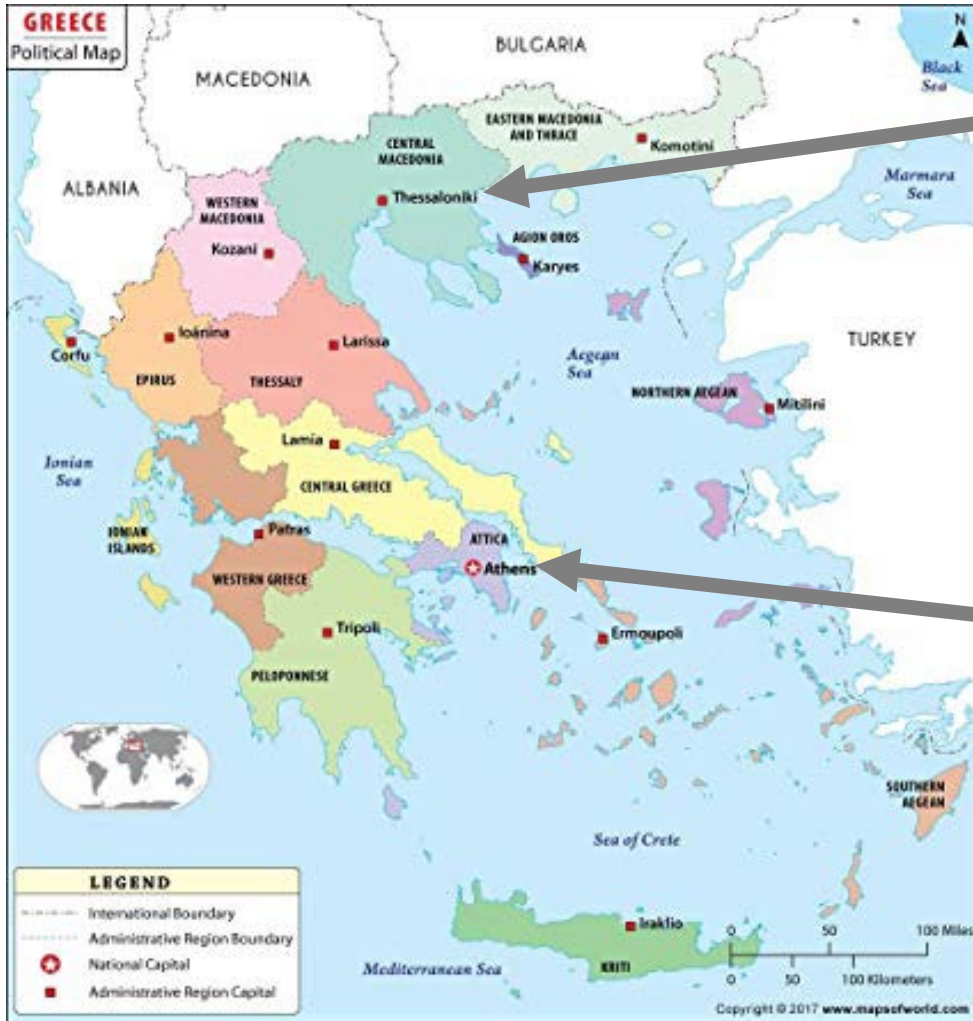 GREECE
Political Map
N
BULGARIA
MACEDONIA
Black
Sea
EASTERN MACEDONIA
AND THRACE
Komotini
CENTRAL
MACEDONIA
ALBANIA
Marmara
Sea
WESTERN
MACEDONIA
Thessaloniki
Kozani
AGION OROS
Karyes
Ioánina
Corfu
Larissa
TURKEY
Aegean
Sea
EPIRUS
THESSALY
NORTHERN AEGEAN
Mitilini
Lamia
Ionian
Sea
CENTRAL GREECE
IONIAN
ISLANDS
Patras
ATTICA
Athens
WESTERN GREECE
Tripoli
Ermoupoli
PELOPONNESE
SOUTHERN
AEGEAN
Sea of Crete
LEGEND
International Boundary
Administrative Region Boundary
National Capital
Administrative Region Capital
Iraklio
KRITI
Mediterranean Sea
0 50 100 Miles
0 50 100 Kilometers
Copyright © 2017 www.mapsofworld.com